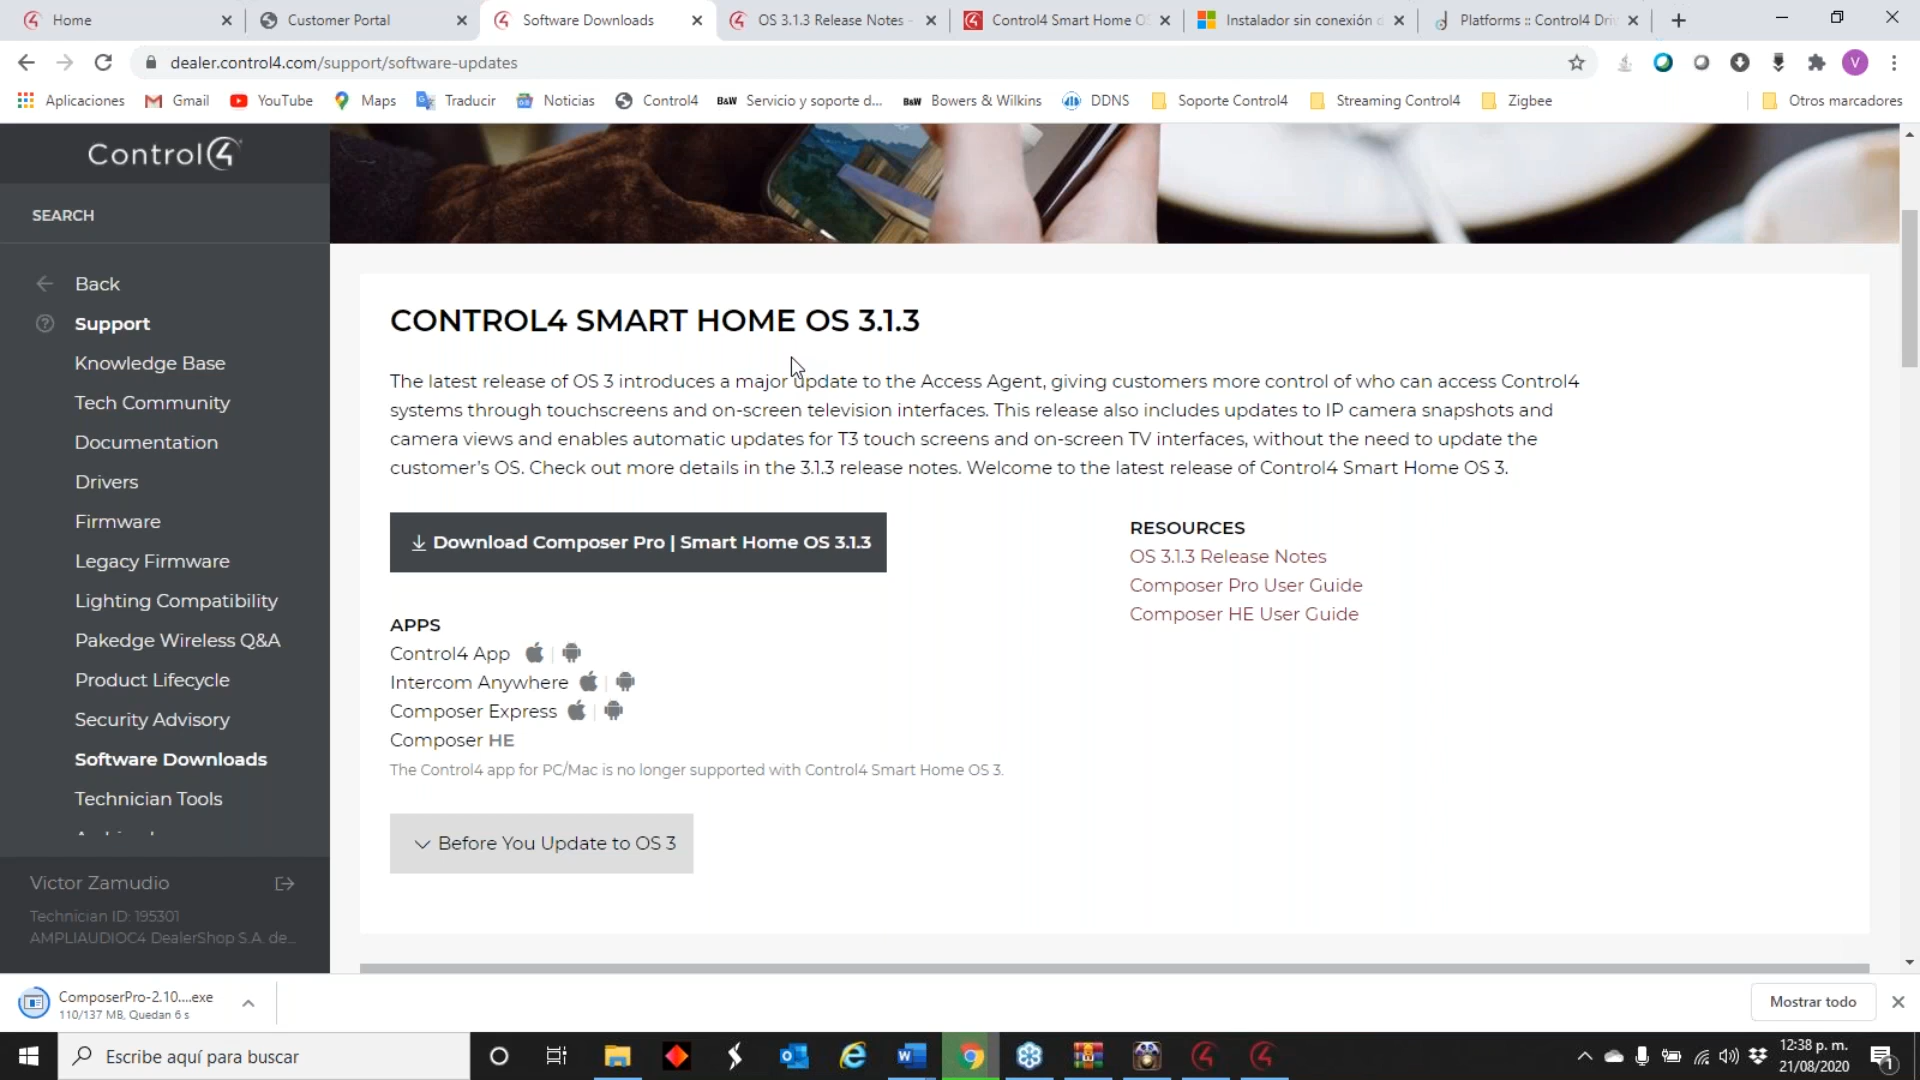 Home
Customer Portal
Software Downloads
OS 3.1.3 Release Notes -
Control4 Smart Home OS
Instalador sin conexión d
Platforms :: Control4 Dri
dealer.control4.com/support/software-updates
V
Aplicaciones
Gmail
YouTube
Maps
Traducir
Noticias
Control4
B&W Servicio y soporte d...
B&W Bowers & Wilkins
DDNS
Soporte Control4
Streaming Control4
Zigbee
Otros marcadores
Control4
SEARCH
Back
Support
Knowledge Base
Tech Community
Documentation
Drivers
Firmware
Legacy Firmware
Lighting Compatibility
Pakedge Wireless Q&A
Product Lifecycle
Security Advisory
Software Downloads
Technician Tools
Victor Zamudio
Technician ID: 195301
AMPLIAUDIOC4 DealerShop S.A. de...
CONTROL4 SMART HOME OS 3.1.3
The latest release of OS 3 introduces a major update to the Access Agent, giving customers more control of who can access Control4
systems through touchscreens and on-screen television interfaces. This release also includes updates to IP camera snapshots and
camera views and enables automatic updates for T3 touch screens and on-screen TV interfaces, without the need to update the
customer's OS. Check out more details in the 3.1.3 release notes. Welcome to the latest release of Control4 Smart Home OS 3.
Download Composer Pro | Smart Home OS 3.1.3
APPS
Control4 App
Intercom Anywhere
Composer Express
Composer HE
The Control4 app for PC/Mac is no longer supported with Control4 Smart Home OS 3.
Before You Update to OS 3
RESOURCES
OS 3.1.3 Release Notes
Composer Pro User Guide
Composer HE User Guide
ComposerPro-2.10....exe
110/137 MB, Quedan 6 s
Mostrar todo
Escribe aquí para buscar
12:38 p. m.
21/08/2020
1